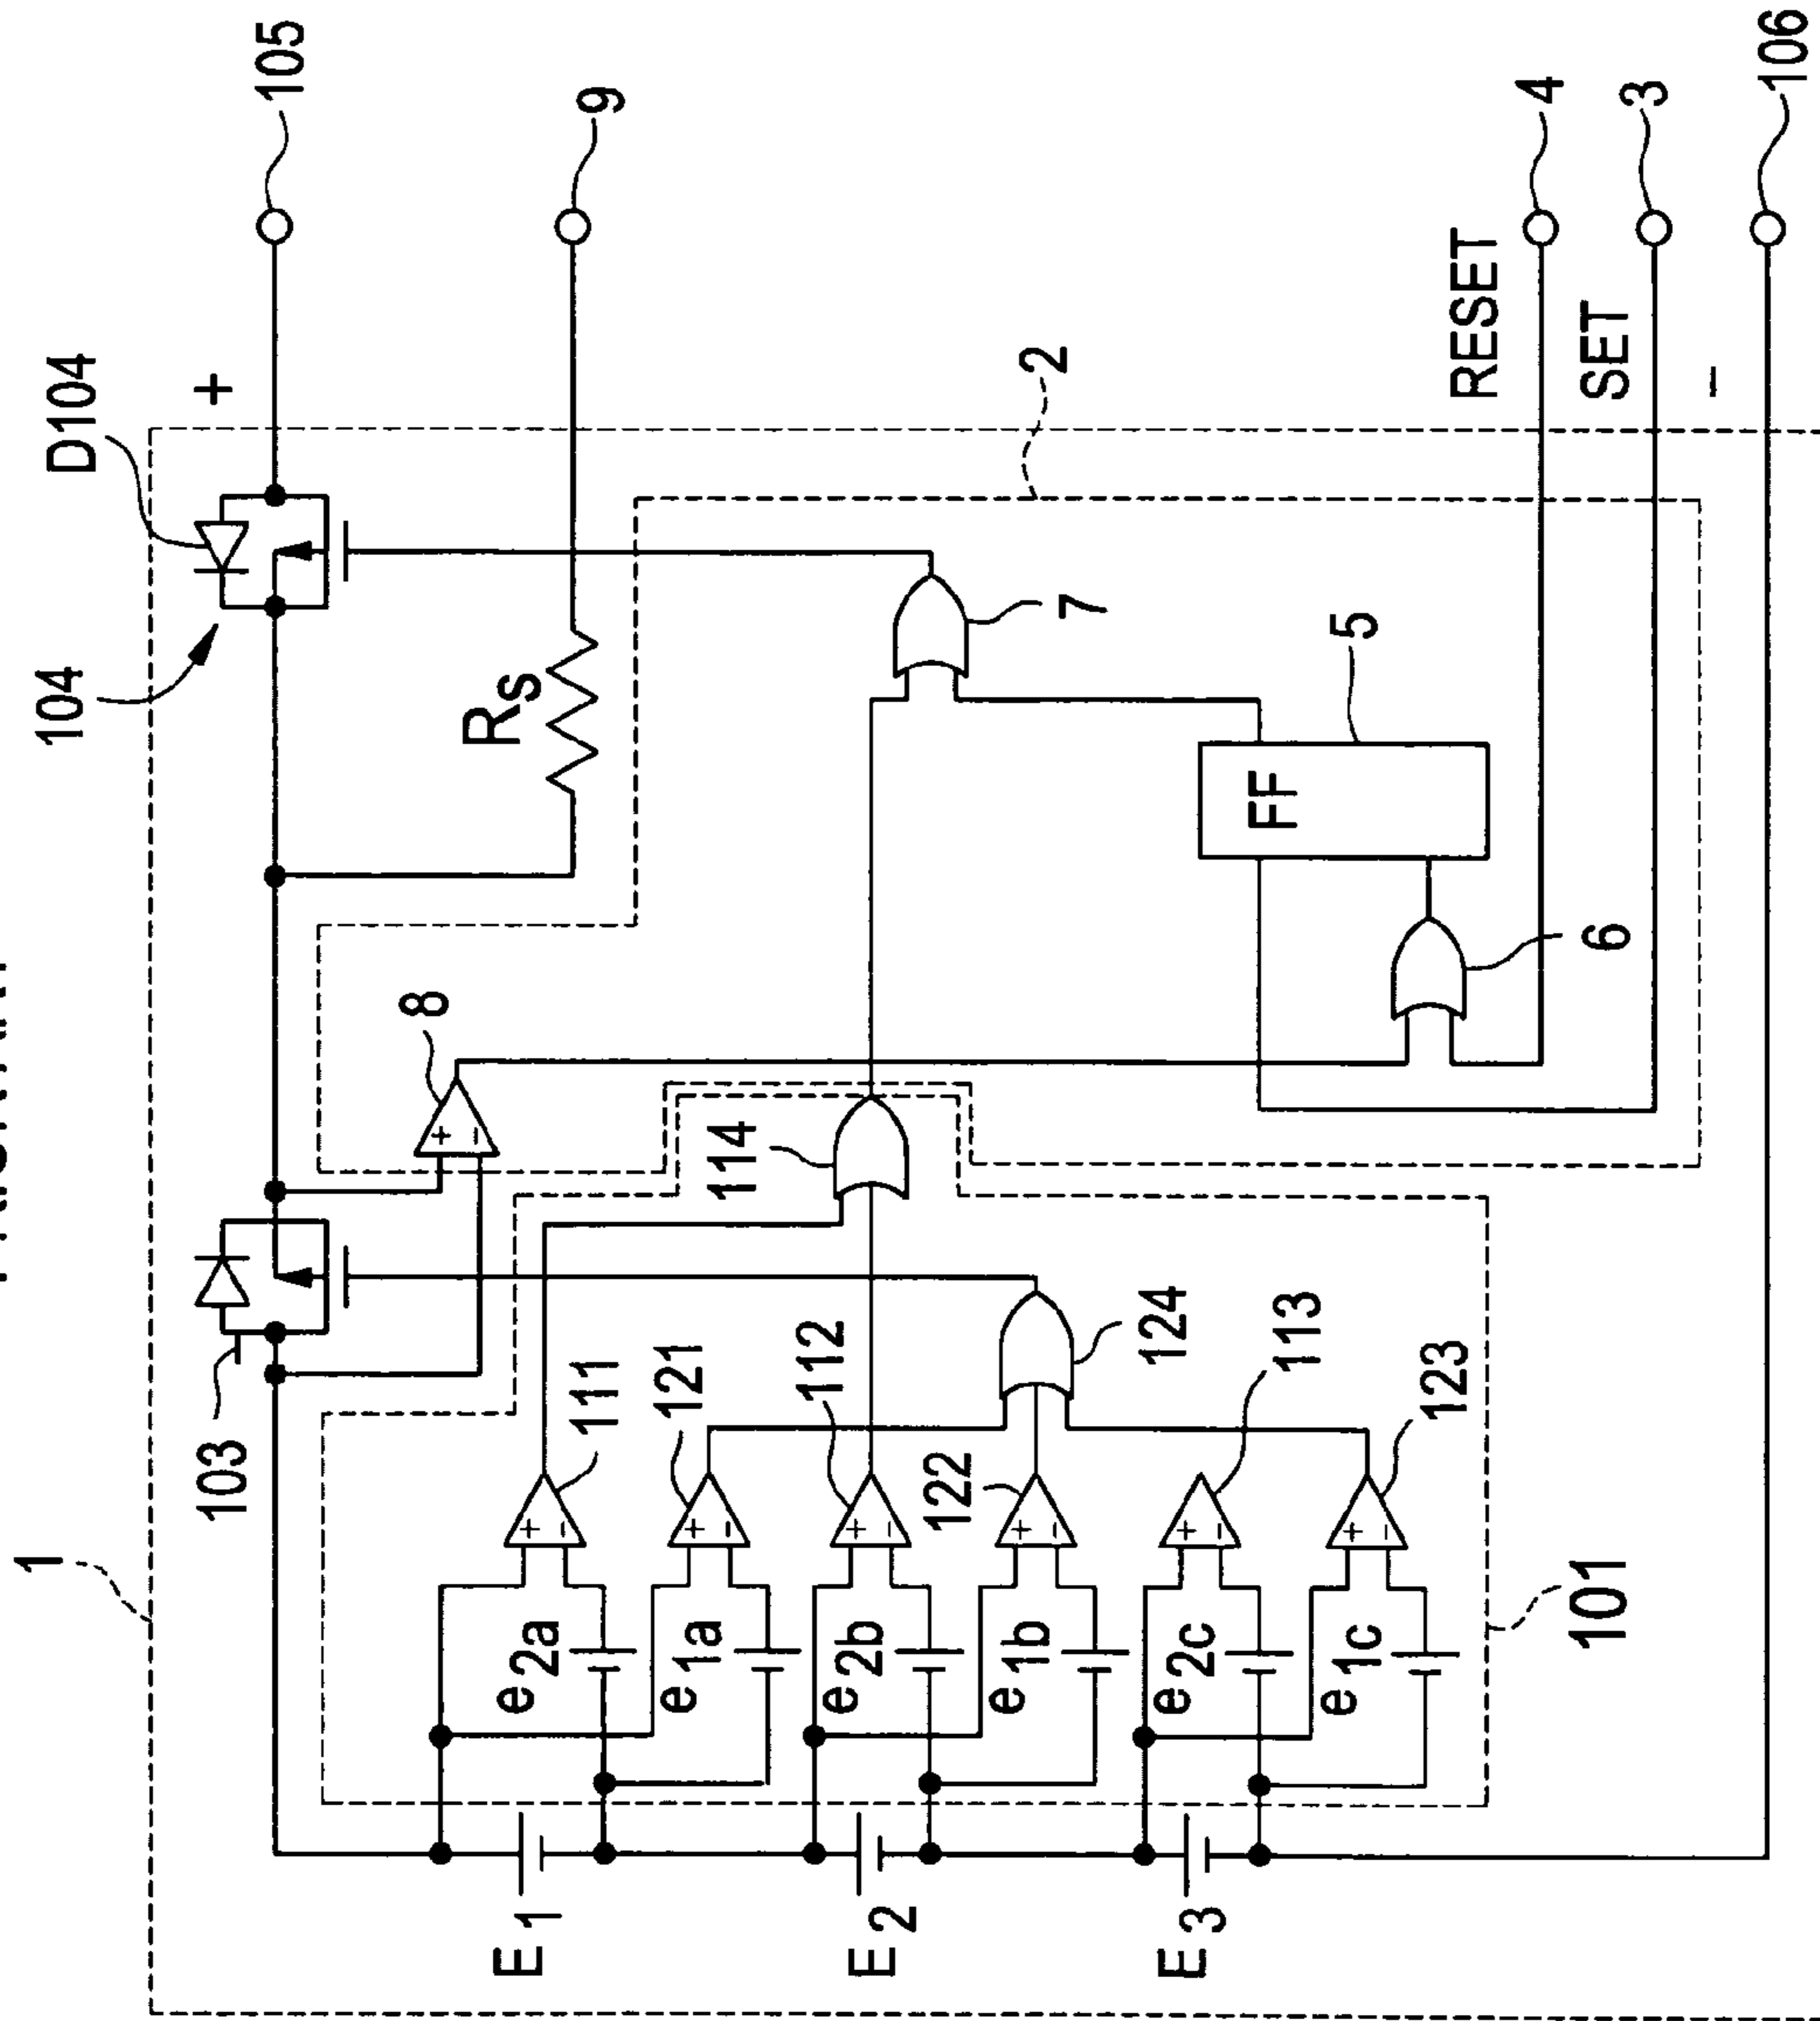 1
103
104
D104
+
105
9
RS
8
2
114
7
5
FF
6
RESET
4
SET
3
-
106
111
121
112
122
124
113
123
+
-
+
-
+
-
+
-
+
-
+
-
+
-
e2a
e1a
e2b
e1b
e2c
e1c
E1
E2
E3
101